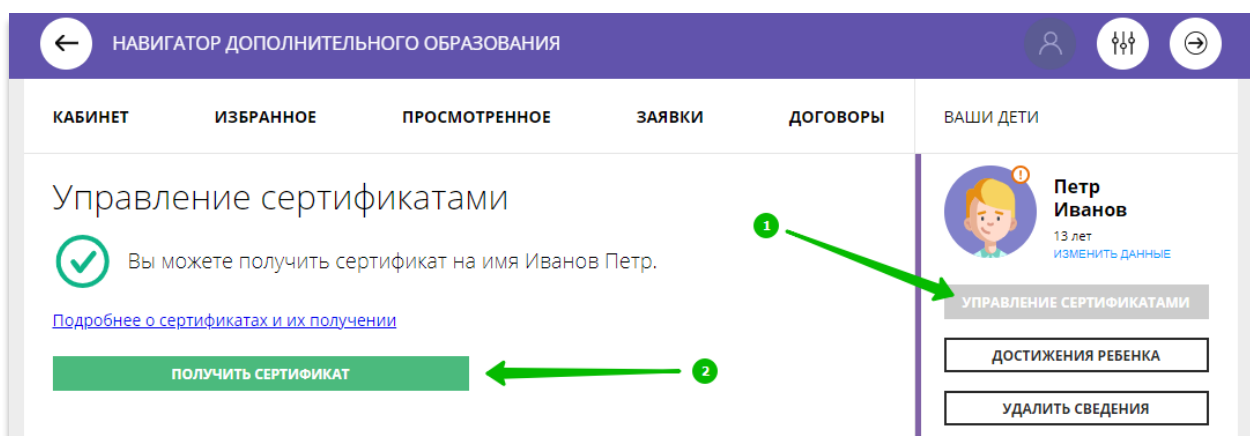 НАВИГАТОР ДОПОЛНИТЕЛЬНОГО ОБРАЗОВАНИЯ
КАБИНЕТ ИЗБРАННОЕ ПРОСМОТРЕННОЕ ЗАЯВКИ ДОГОВОРЫ
Управление сертификатами
Вы можете получить сертификат на имя Иванов Петр.
Подробнее о сертификатах и их получении
ПОЛУЧИТЬ СЕРТИФИКАТ
1
2
ВАШИ ДЕТИ
!
Петр
Иванов
13 лет
ИЗМЕНИТЬ ДАННЫЕ
УПРАВЛЕНИЕ СЕРТИФИКАТАМИ
ДОСТИЖЕНИЯ РЕБЕНКА
УДАЛИТЬ СВЕДЕНИЯ